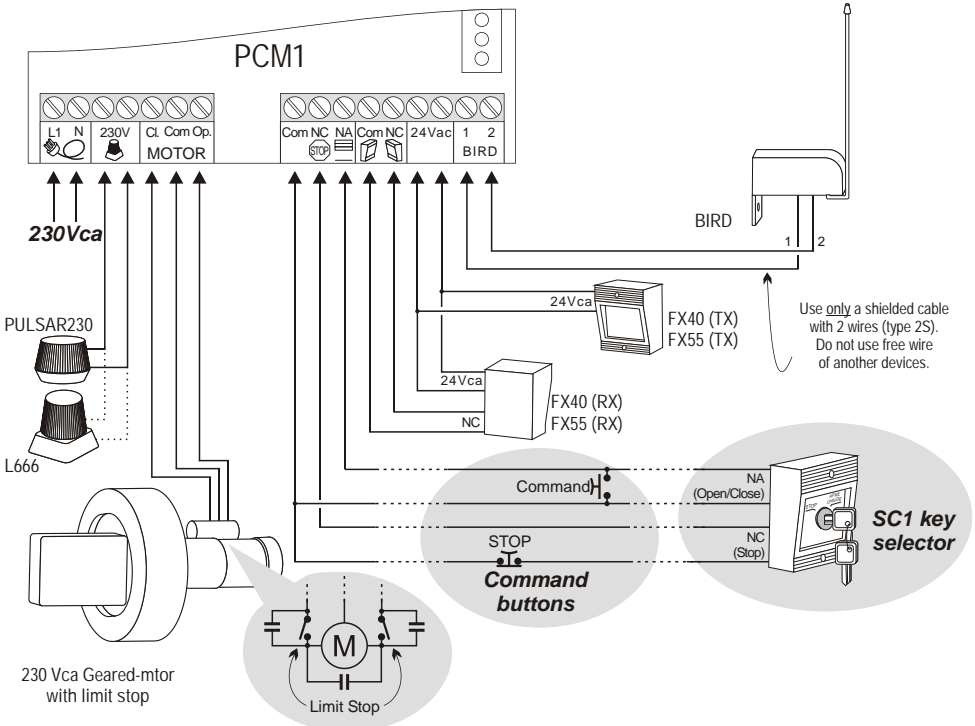 PCM1
L1 N 230V Cl. Com Op. Com NC NA Com NC 24Vac 1 2
STOP
MOTOR BIRD
230Vca
BIRD
1 2
24Vca
FX40 (TX)
FX55 (TX)
Use only a shielded cable
with 2 wires (type 2S).
Do not use free wire
of another devices.
PULSAR230
24Vca
FX40 (RX)
NC
FX55 (RX)
L666
Command
NA
(Open/Close)
STOP
SC1 key
selector
NC
(Stop)
STOP
Command
buttons
M
Limit Stop
230 Vca Geared-mtor
with limit stop